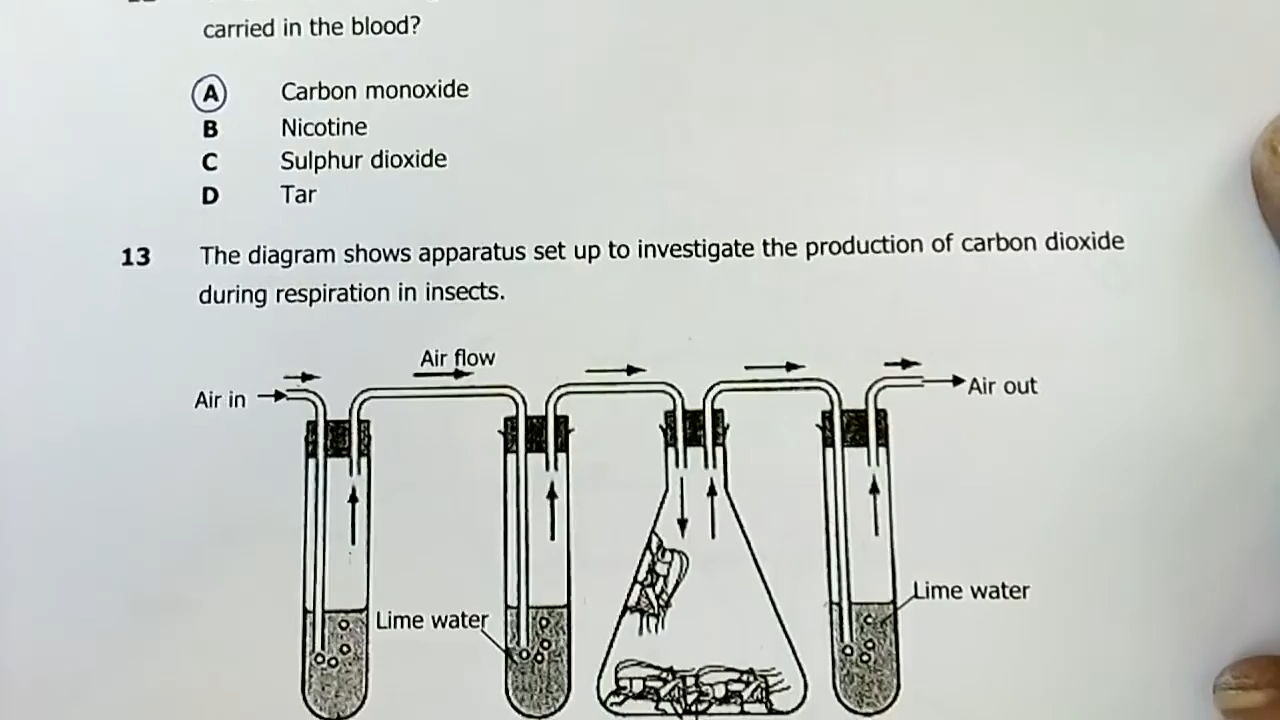 carried in the blood?
A Carbon monoxide
B Nicotine
C Sulphur dioxide
D Tar
13 The diagram shows apparatus set up to investigate the production of carbon dioxide
during respiration in insects.
Air flow
Air in
Air out
Lime water
Lime water